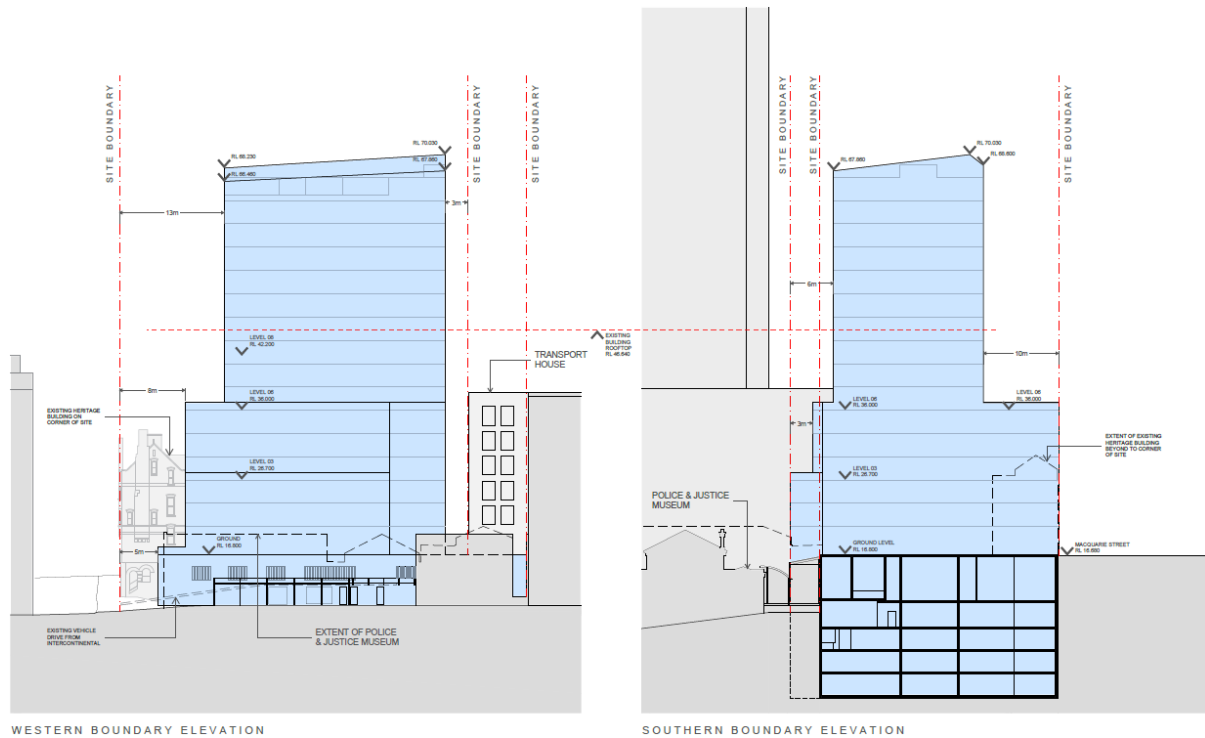 SITE BOUNDARY
SITE BOUNDARY
SITE BOUNDARY
RL 68.230
RL 66.460
RL 70.030
RL 67.980
13m
3m
LEVEL 08
RL 42.200
8m
LEVEL 06
RL 36.000
EXISTING HERITAGE
BUILDING ON
CORNER OF SITE
LEVEL 03
RL 26.700
5m
GROUND
RL 16.800
EXISTING VEHICLE
DRIVE FROM
INTERCONTINENTAL
EXTENT OF POLICE
& JUSTICE MUSEUM
TRANSPORT
HOUSE
EXISTING
BUILDING
ROOFTOP
RL 46.640
WESTERN BOUNDARY ELEVATION
SITE BOUNDARY
SITE BOUNDARY
SITE BOUNDARY
RL 67.980
RL 70.030
6m
10m
LEVEL 06
RL 36.000
LEVEL 06
RL 36.000
3m
LEVEL 03
RL 26.700
EXTENT OF EXISTING
HERITAGE BUILDING
BEYOND TO CORNER
OF SITE
POLICE & JUSTICE
MUSEUM
GROUND LEVEL
RL 16.800
MACQUARIE STREET
SOUTHERN BOUNDARY ELEVATION